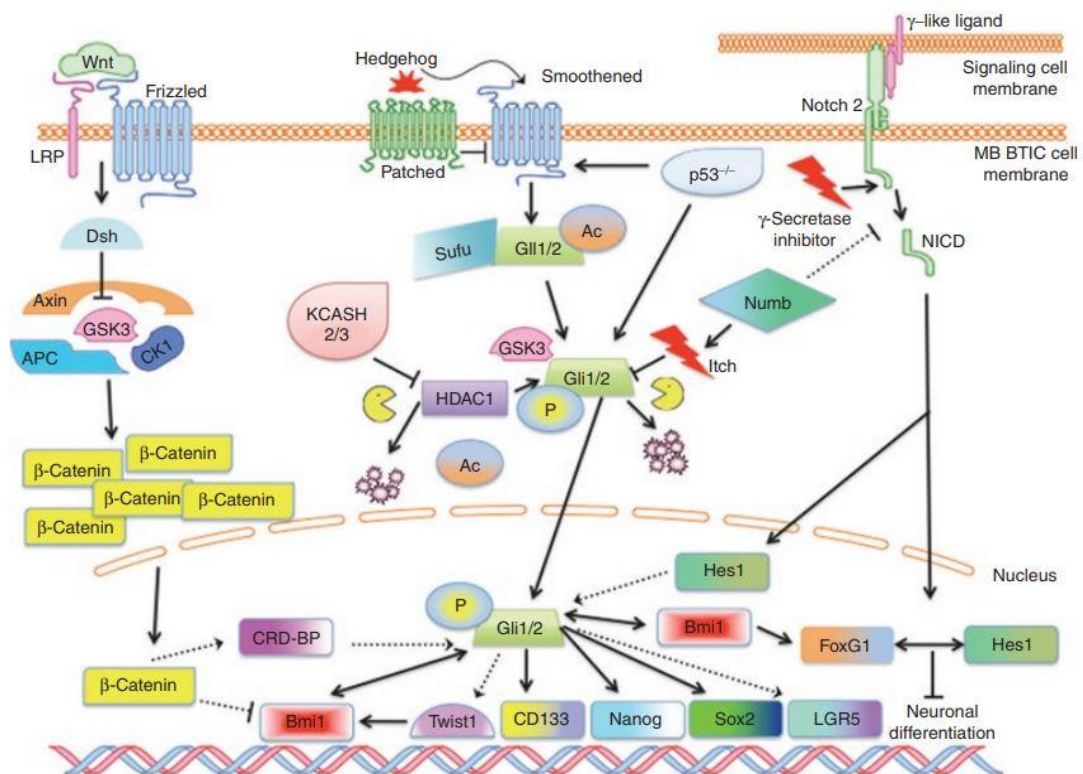 γ–like ligand
Wnt
Hedgehog
Smoothened
Signaling cell
membrane
Frizzled
Notch 2
LRP
Patched
p53–/–
MB BTIC cell
membrane
γ-Secretase
inhibitor
NICD
Dsh
Sufu
Gll1/2
Ac
Axin
GSK3
APC
CK1
KCASH
2/3
Numb
GSK3
Itch
HDAC1
Gli1/2
P
Ac
β-Catenin
β-Catenin
β-Catenin
β-Catenin
β-Catenin
Hes1
Nucleus
P
Gli1/2
CRD-BP
Bmi1
FoxG1
Hes1
β-Catenin
Bmi1
Twist1
CD133
Nanog
Sox2
LGR5
Neuronal
differentiation